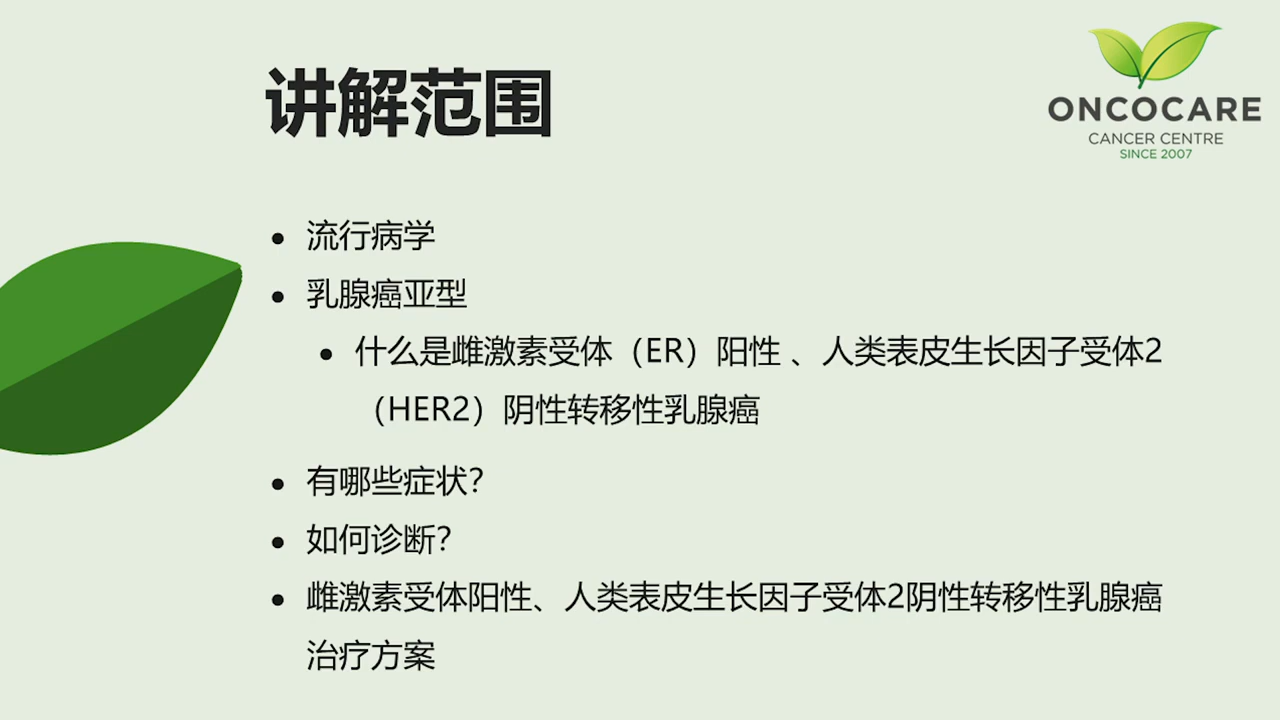 讲解范围
ONCOCARE
CANCER CENTRE
SINCE 2007
流行病学
乳腺癌亚型
什么是雌激素受体（ER）阳性 、人类表皮生长因子受体2
（HER2）阴性转移性乳腺癌
有哪些症状？
如何诊断？
雌激素受体阳性、人类表皮生长因子受体2阴性转移性乳腺癌
治疗方案